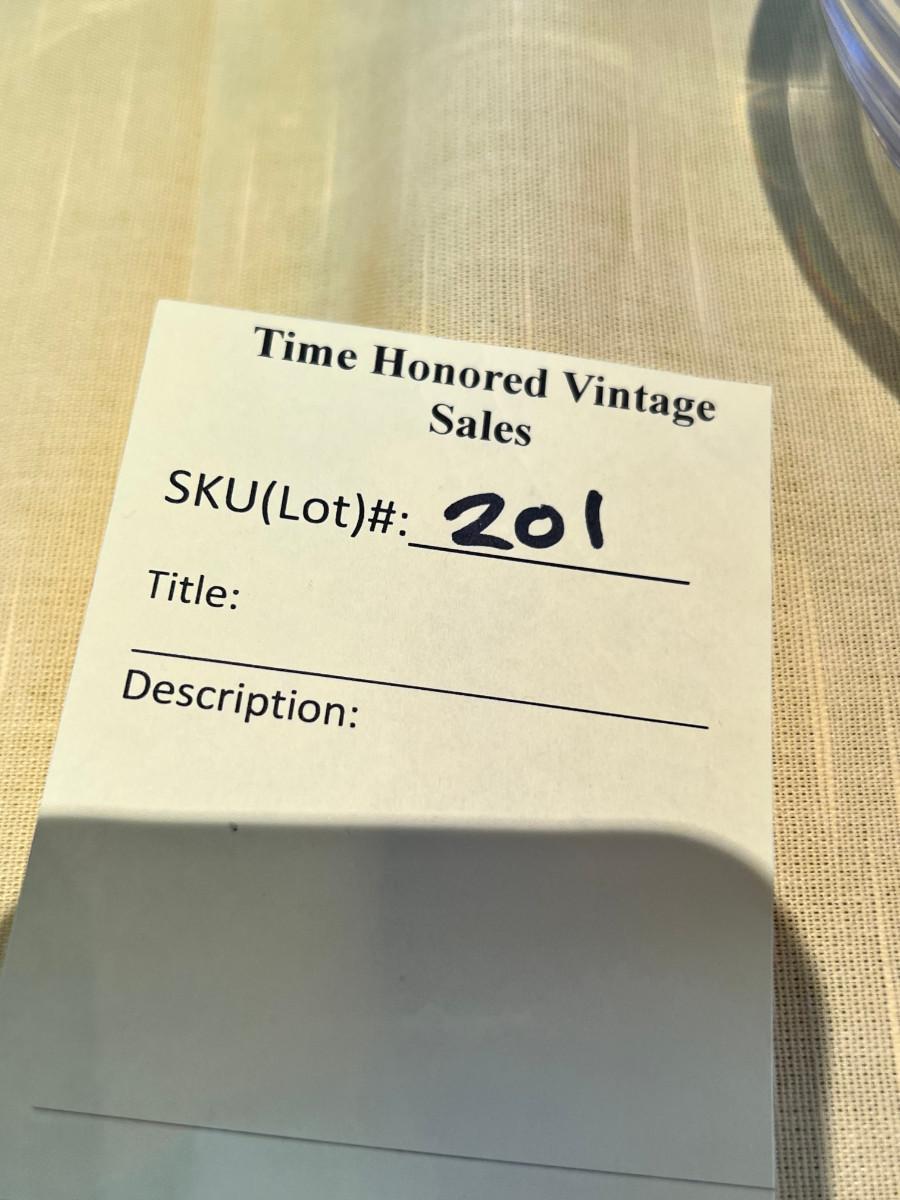 Time Honored Vintage
Sales
SKU(Lot)#: 201
Title:
Description: